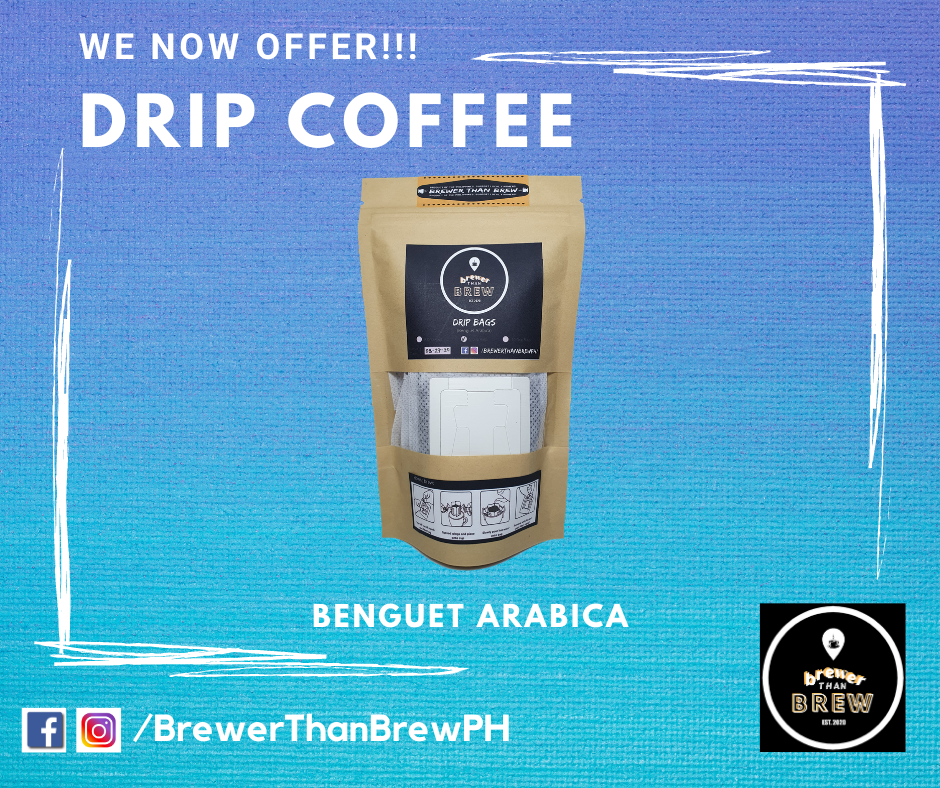 WE NOW OFFER!!!
DRIP COFFEE
BREWER THAN BREW
brewer
THAN
BREW
DRIP BAGS
/BREWERTHANBREWPH
BENGUET ARABICA
brewer
THAN
BREW
EST. 2020
/BrewerThanBrewPH